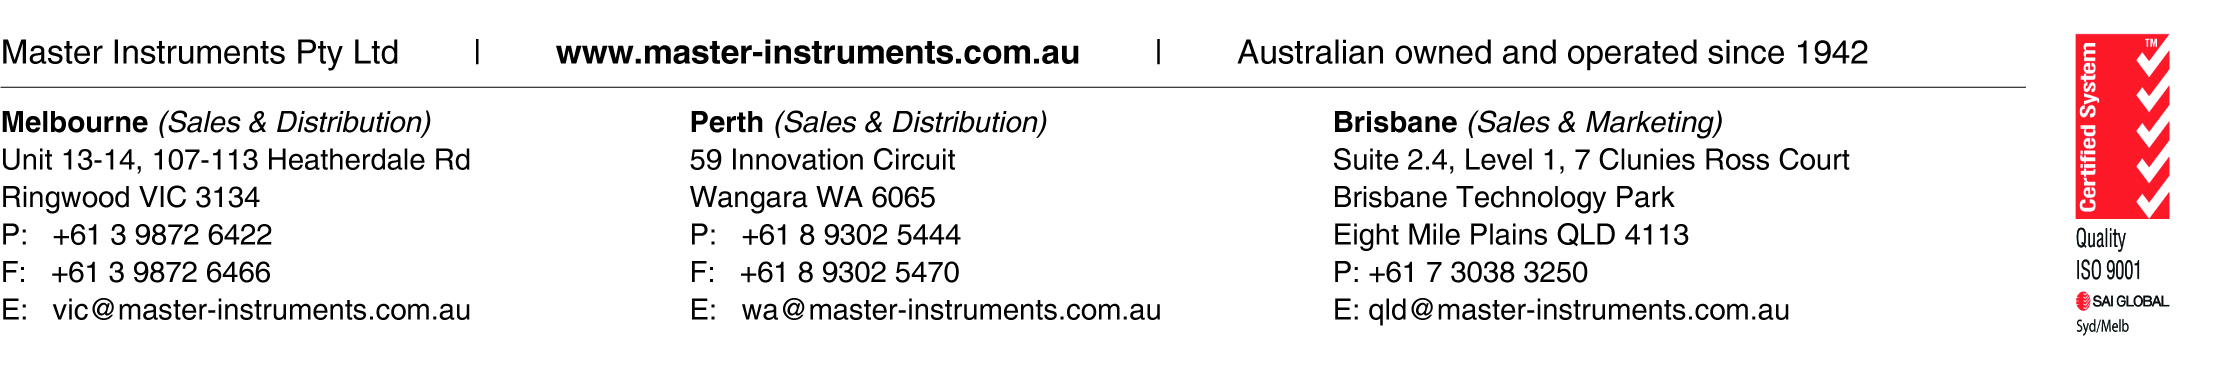 Master Instruments Pty Ltd | www.master-instruments.com.au | Australian owned and operated since 1942
Melbourne (Sales & Distribution)
Unit 13-14, 107-113 Heatherdale Rd
Ringwood VIC 3134
P: +61 3 9872 6422
F: +61 3 9872 6466
E: vic@master-instruments.com.au
Perth (Sales & Distribution)
59 Innovation Circuit
Wangara WA 6065
P: +61 8 9302 5444
F: +61 8 9302 5470
E: wa@master-instruments.com.au
Brisbane (Sales & Marketing)
Suite 2.4, Level 1, 7 Clunies Ross Court
Brisbane Technology Park
Eight Mile Plains QLD 4113
P: +61 7 3038 3250
E: qld@master-instruments.com.au
Certified System
TM
Quality
ISO 9001
SAI GLOBAL
Syd/Melb